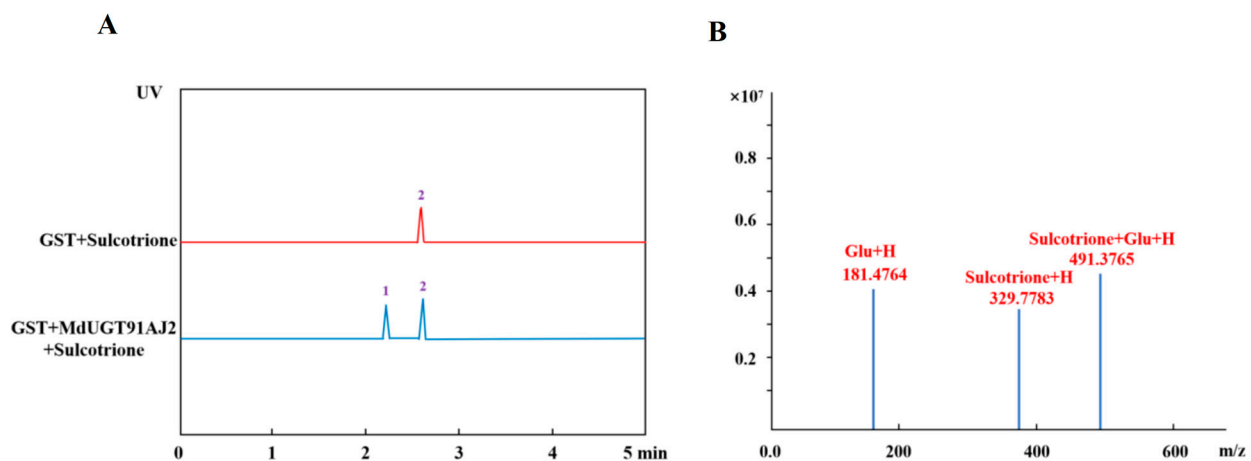 A
UV
2
GST+Sulcotrione
1
2
GST+MdUGT91AJ2
+Sulcotrione
0
1
2
3
4
5 min
B
×10⁷
0.8
0.6
0.4
0.2
Glu+H
181.4764
Sulcotrione+H
329.7783
Sulcotrione+Glu+H
491.3765
0.0
200
400
600
m/z